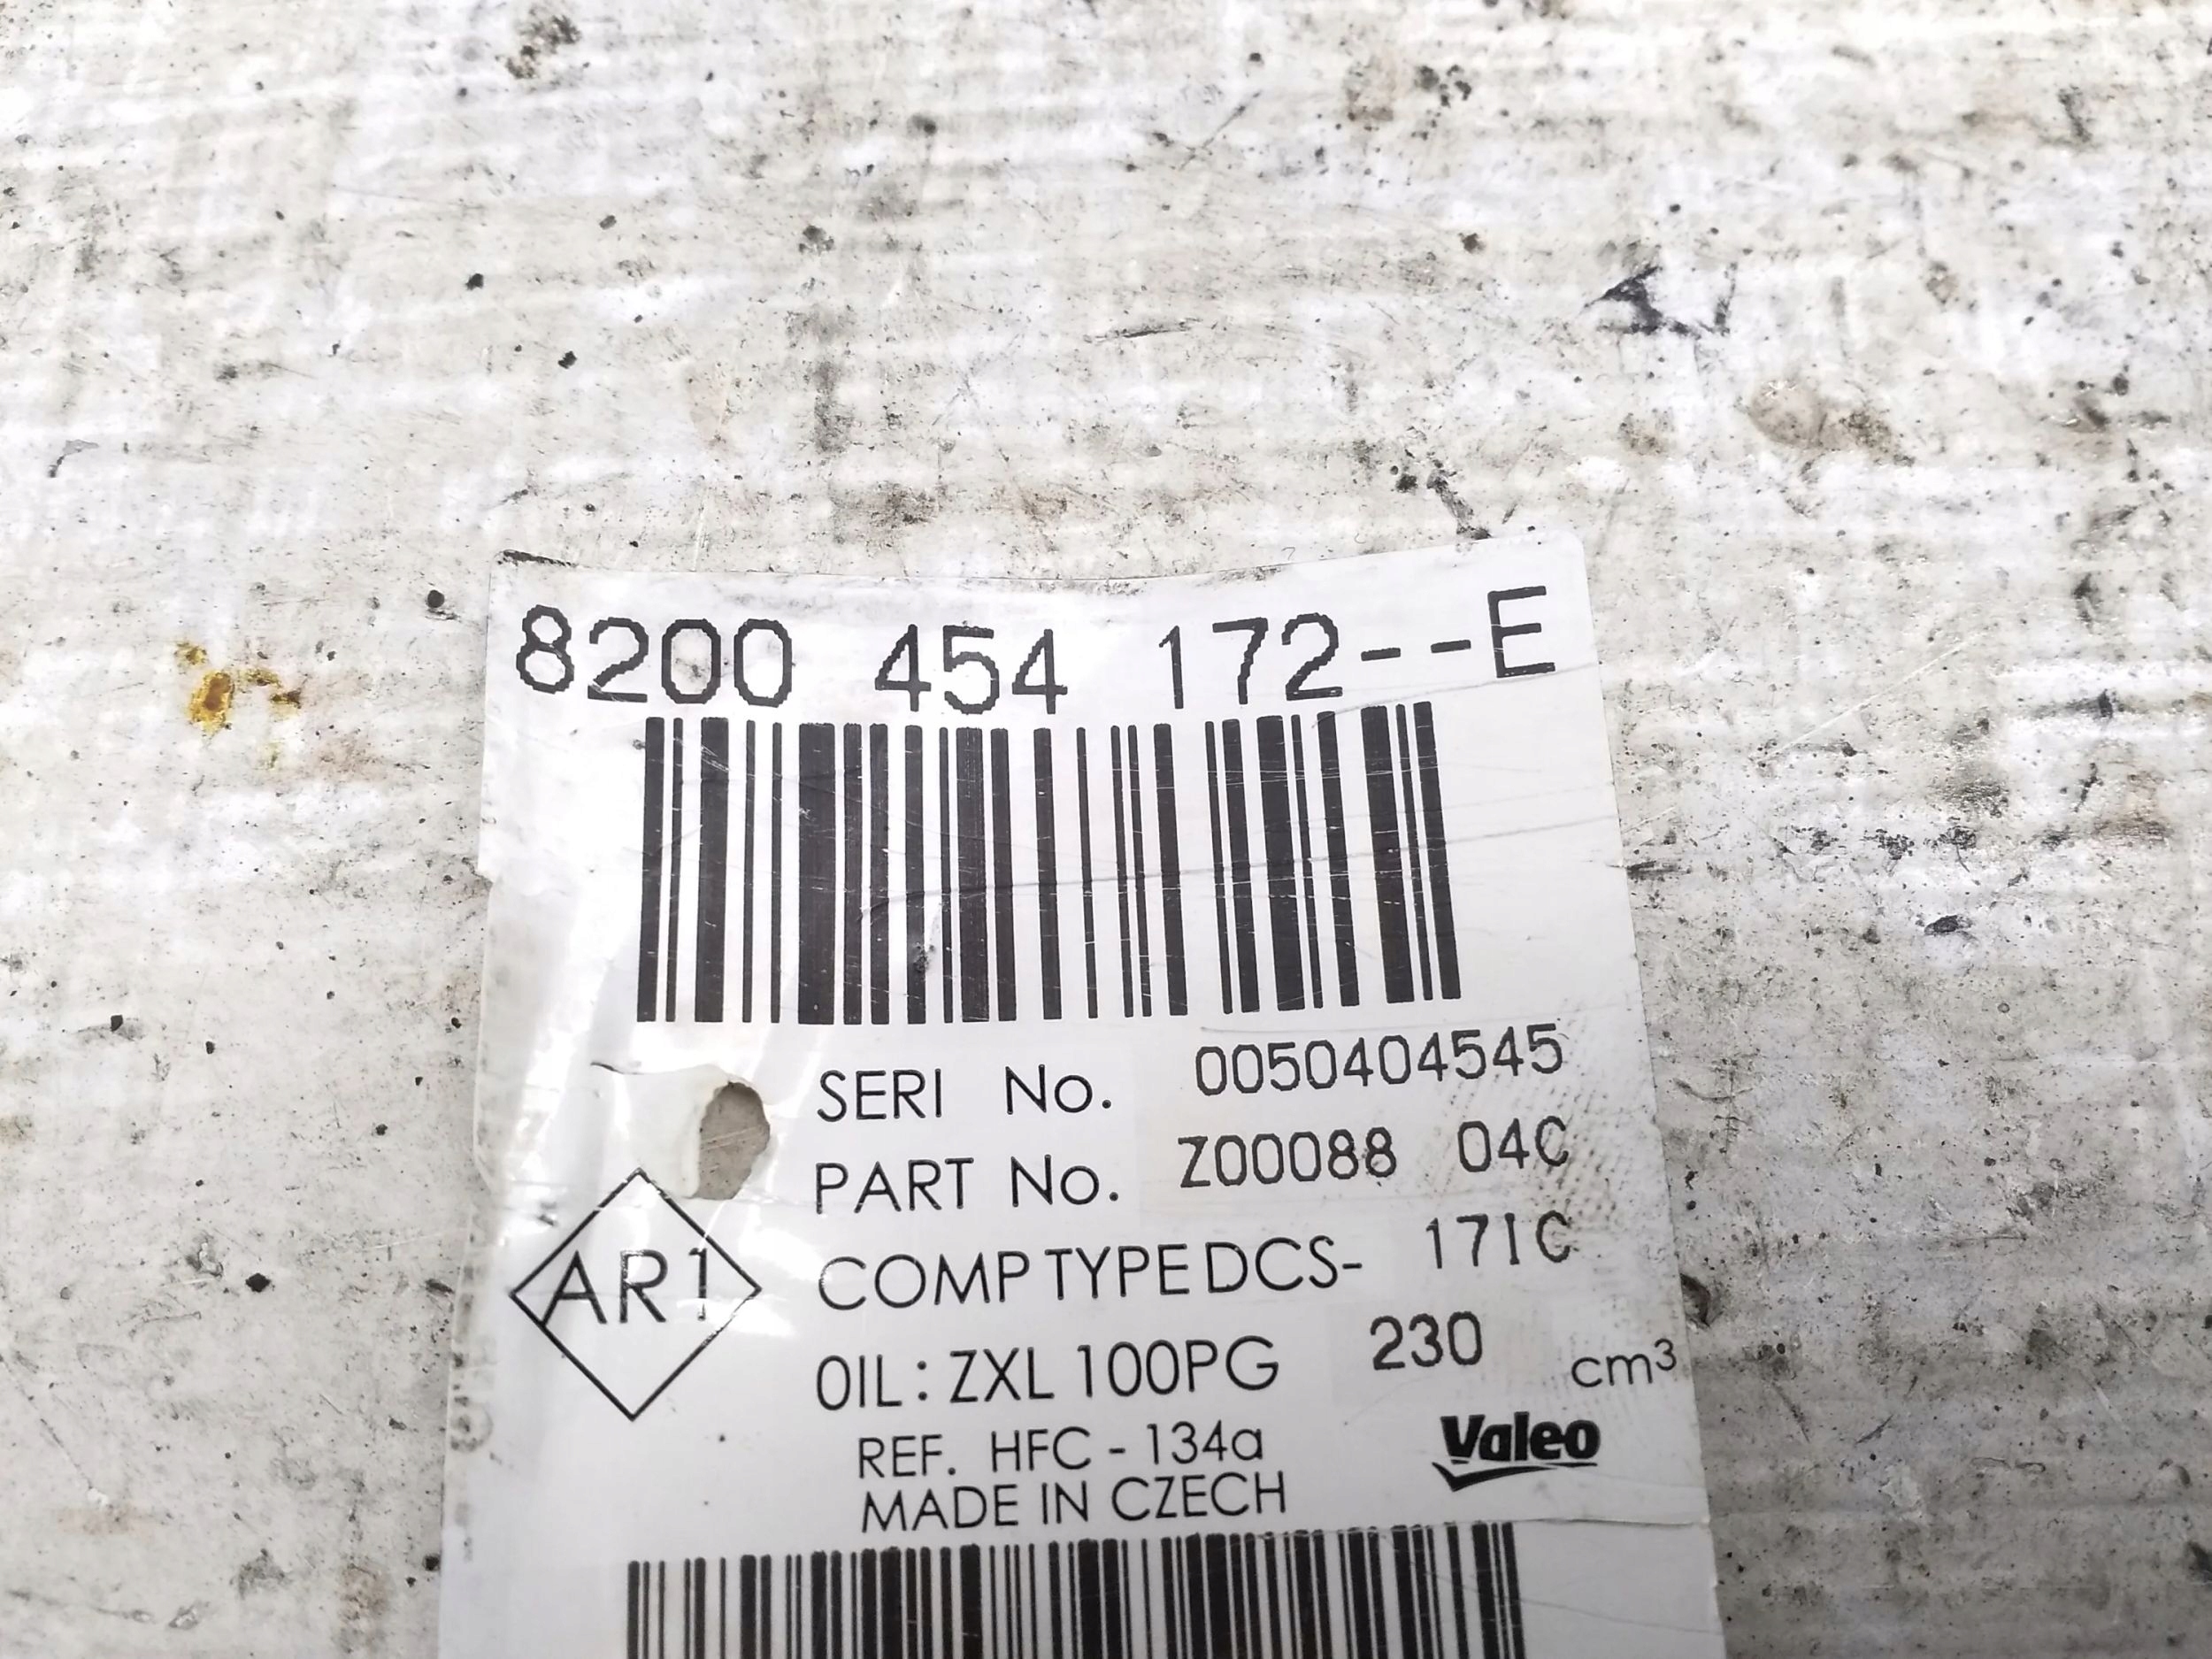 8200 454 172--E
SERI No. 0050404545
PART No. Z00088 04C
AR1
COMP TYPE DCS- 17IC
OIL: ZXL 100PG 230 cm³
REF. HFC - 134a
Valeo
MADE IN CZECH